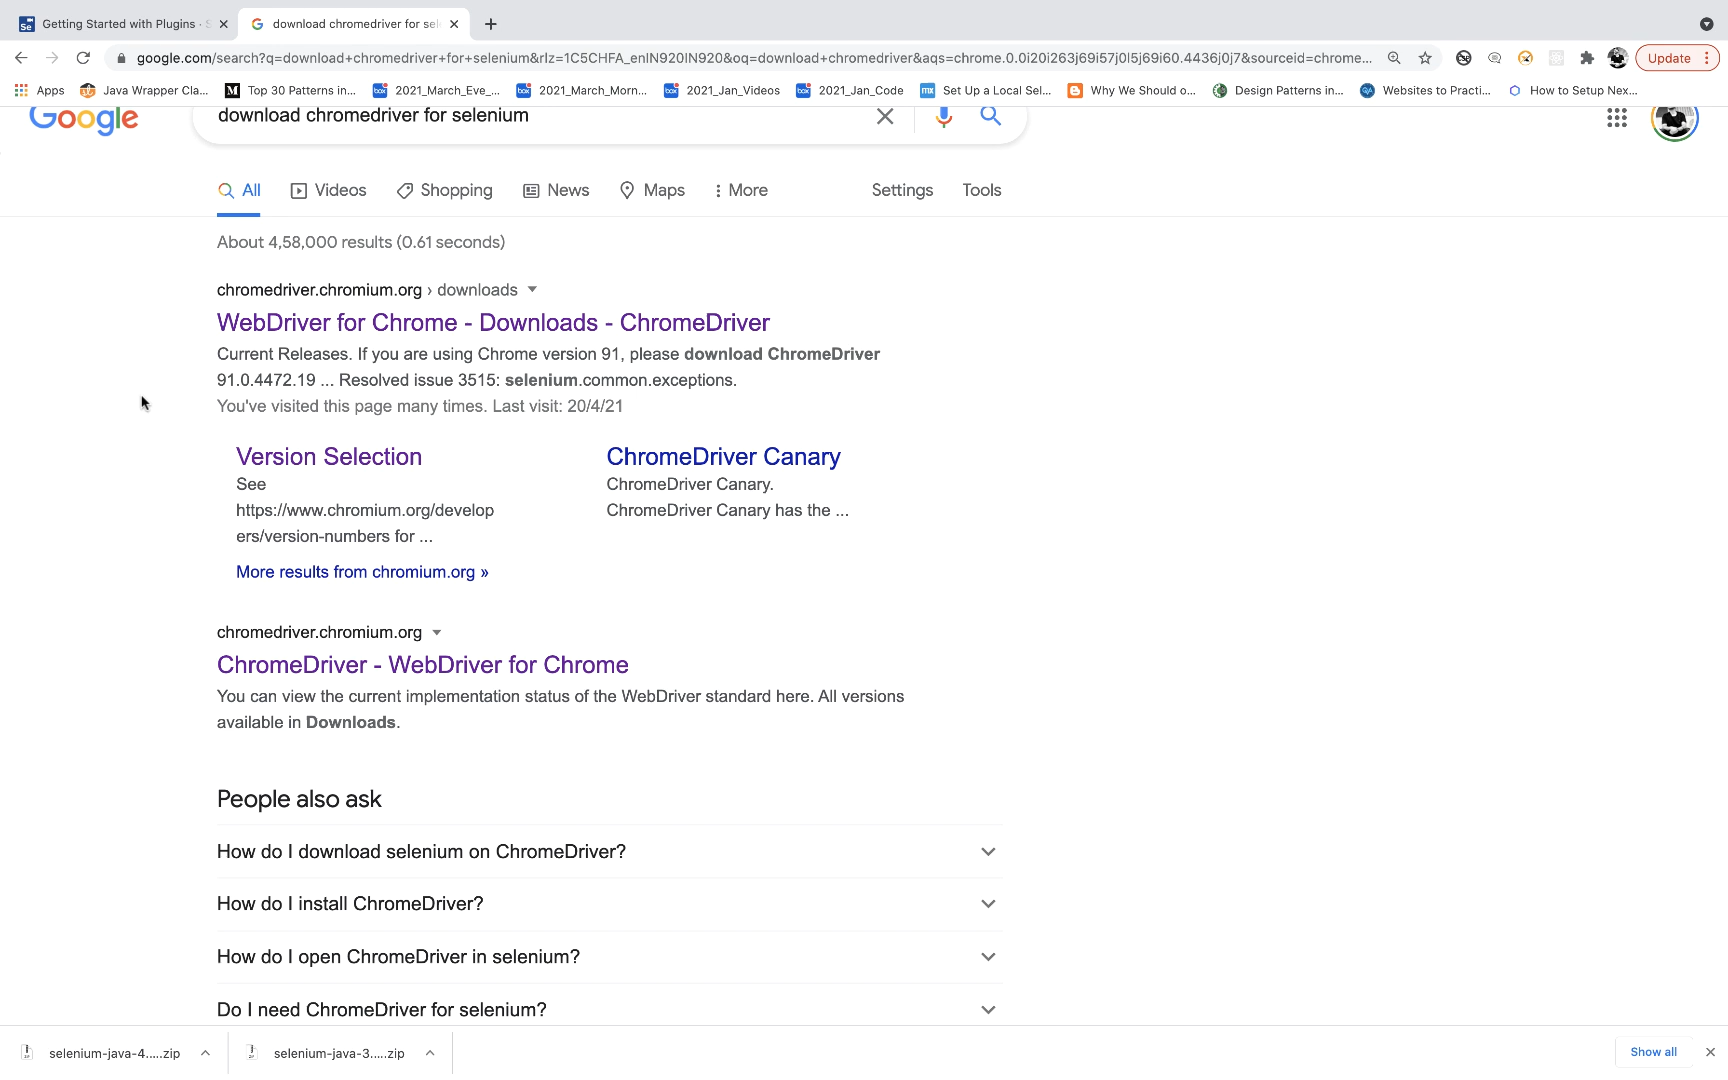 Getting Started with Plugins · S
download chromedriver for sel
google.com/search?q=download+chromedriver+for+selenium&rlz=1C5CHFA_enIN920IN920&oq=download+chromedriver&aqs=chrome.0.0i20i263j69i57j0l5j69i60.4436j0j7&sourceid=chrome...
Update
Apps
Java Wrapper Cla...
Top 30 Patterns in...
2021_March_Eve_...
2021_March_Morn...
2021_Jan_Videos
2021_Jan_Code
Set Up a Local Sel...
Why We Should o...
Design Patterns in...
Websites to Practi...
How to Setup Nex...
Google
download chromedriver for selenium
All
Videos
Shopping
News
Maps
More
Settings
Tools
About 4,58,000 results (0.61 seconds)
chromedriver.chromium.org › downloads
WebDriver for Chrome - Downloads - ChromeDriver
Current Releases. If you are using Chrome version 91, please download ChromeDriver
91.0.4472.19 ... Resolved issue 3515: selenium.common.exceptions.
You've visited this page many times. Last visit: 20/4/21
Version Selection
See
https://www.chromium.org/develop
ers/version-numbers for ...
ChromeDriver Canary
ChromeDriver Canary.
ChromeDriver Canary has the ...
More results from chromium.org »
chromedriver.chromium.org
ChromeDriver - WebDriver for Chrome
You can view the current implementation status of the WebDriver standard here. All versions
available in Downloads.
People also ask
How do I download selenium on ChromeDriver?
How do I install ChromeDriver?
How do I open ChromeDriver in selenium?
Do I need ChromeDriver for selenium?
selenium-java-4.....zip
selenium-java-3.....zip
Show all